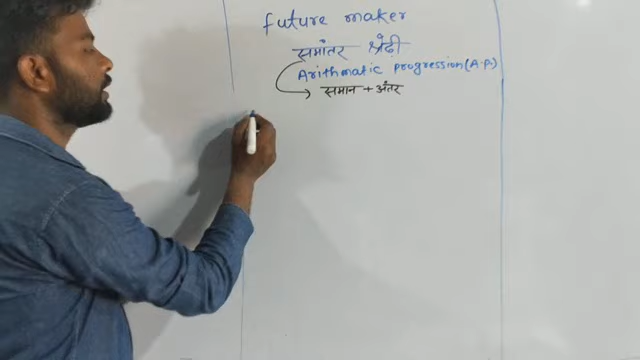 future maker
समांतर श्रेढ़ी
Arithmatic progression(A.P)
समान + अंतर